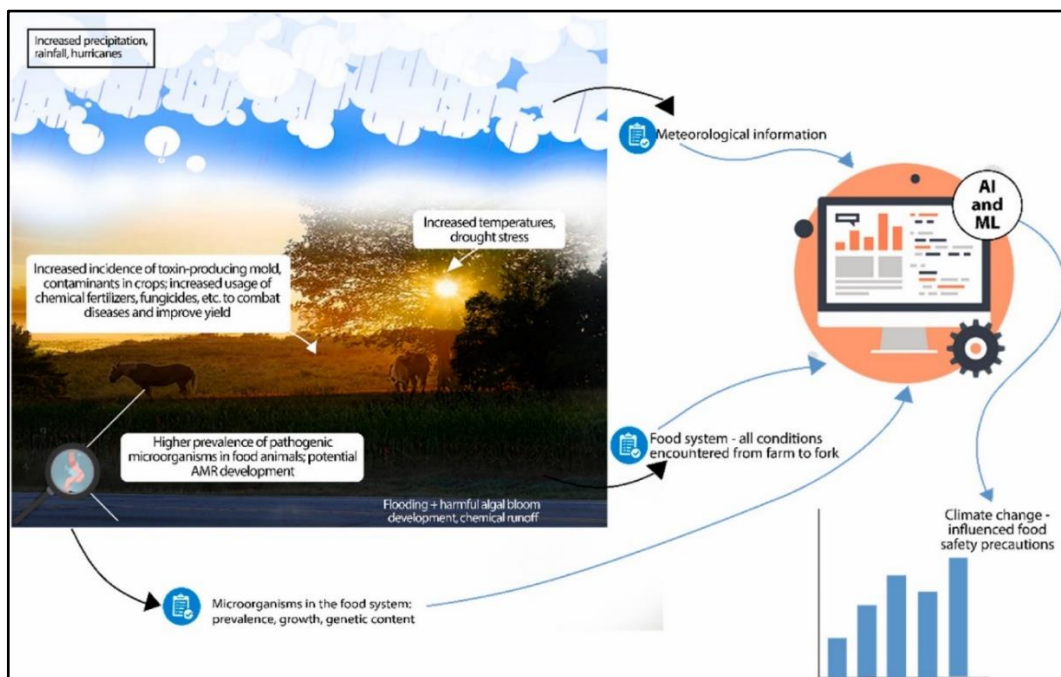 Increased precipitation,
rainfall, hurricanes
Meteorological information
AI
and
ML
Increased temperatures,
drought stress
Increased incidence of toxin-producing mold,
contaminants in crops; increased usage of
chemical fertilizers, fungicides, etc. to combat
diseases and improve yield
Higher prevalence of pathogenic
microorganisms in food animals; potential
AMR development
Food system - all conditions
encountered from farm to fork
Flooding + harmful algal bloom
development, chemical runoff
Climate change -
influenced food
safety precautions
Microorganisms in the food system:
prevalence, growth, genetic content